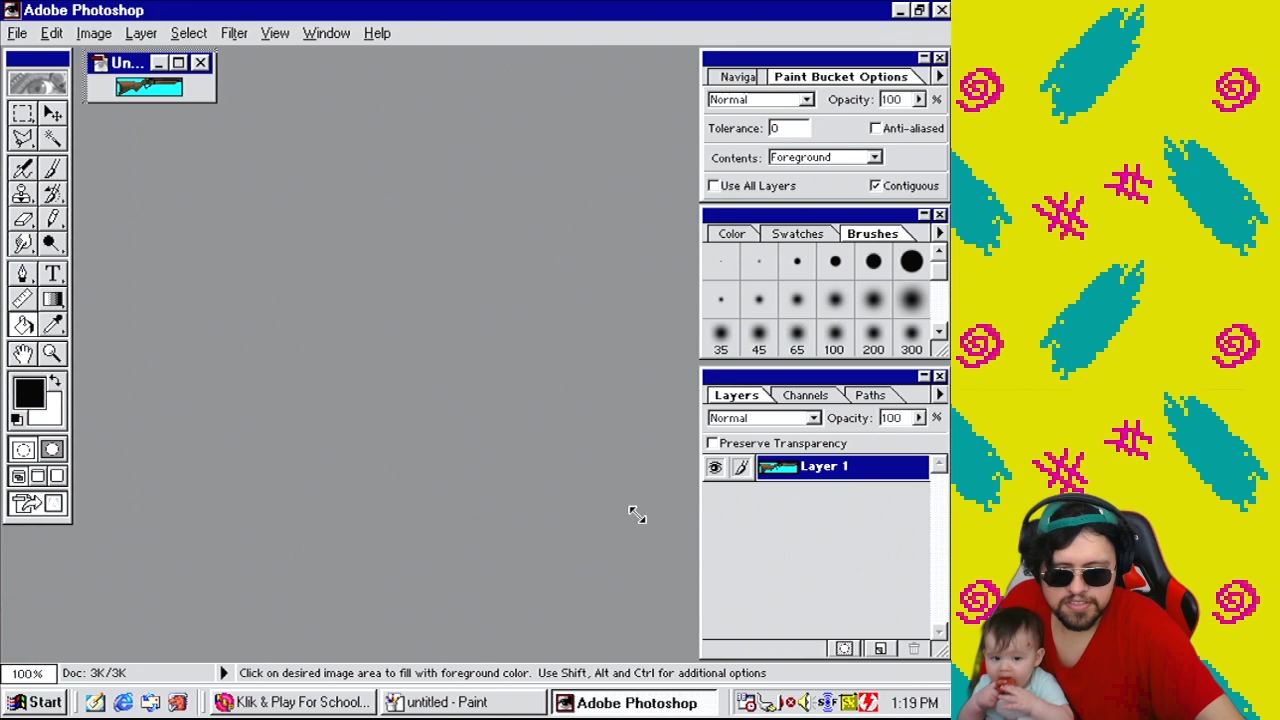 Adobe Photoshop
File Edit Image Layer Select Filter View Window Help
Un...
Naviga Paint Bucket Options
Normal Opacity: 100 %
Tolerance: 0 Anti-aliased
Contents: Foreground
Use All Layers Contiguous
Color Swatches Brushes
35 45 65 100 200 300
Layers Channels Paths
Normal Opacity: 100 %
Preserve Transparency
Layer 1
T
100% Doc: 3K/3K Click on desired image area to fill with foreground color. Use Shift, Alt and Ctrl for additional options
Start Klik & Play For School... untitled - Paint Adobe Photoshop 1:19 PM